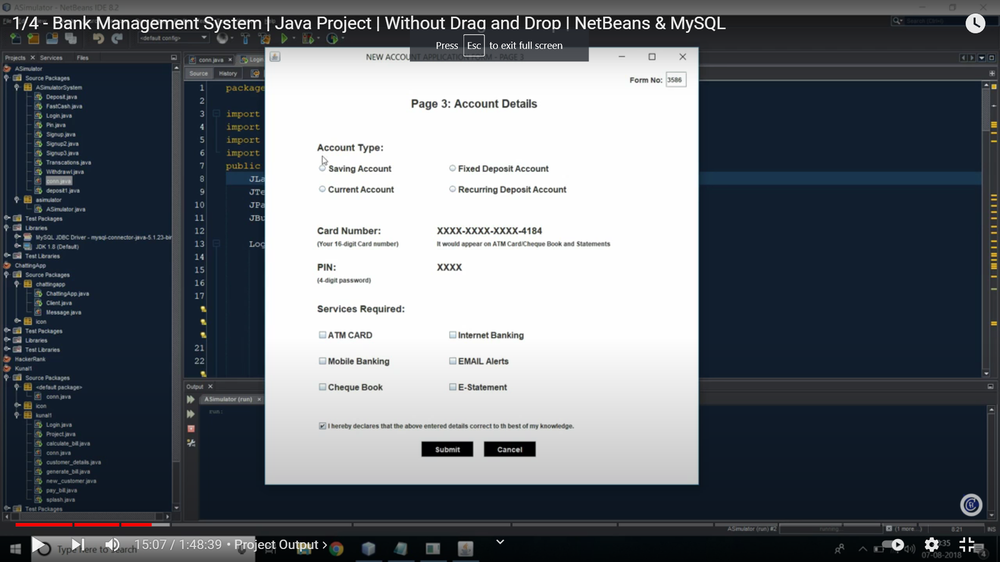 ASimulator - NetBeans IDE 8.2
1/4 - Bank Management System | Java Project | Without Drag and Drop | NetBeans & MySQL
Search (Ctrl+I)
<default config>
Press Esc to exit full screen
Projects
Services
Files
conn.java
Login
Source
History
ASimulator
Source Packages
ASimulatorSystem
Deposit.java
FastCash.java
Login.java
Pin.java
Signup.java
Signup2.java
Signup3.java
Transcations.java
Withdrawl.java
conn.java
deposit1.java
asimulator
ASimulator.java
Test Packages
Libraries
MySQL JDBC Driver - mysql-connector-java-5.1.23-bin
JDK 1.8 (Default)
Test Libraries
ChattingApp
Source Packages
chattingapp
ChattingApp.java
Client.java
Message.java
icon
Test Packages
Libraries
Test Libraries
HackerRank
Kunal1
Source Packages
<default package>
conn.java
icon
kunal1
Login.java
Project.java
calculate_bill.java
conn.java
customer_details.java
generate_bill.java
new_customer.java
pay_bill.java
splash.java
Test Packages
1 package
2
3 import
4 import
5 import
6 import
7 public
8 JLa
9 JTe
10 JPa
11 JBu
12
13 Log
14
15
16
17
21
22
NEW ACCOUNT APPLICATION FORM - PAGE 3
Form No: 3586
Page 3: Account Details
Account Type:
Saving Account
Fixed Deposit Account
Current Account
Recurring Deposit Account
Card Number:
XXXX-XXXX-XXXX-4184
(Your 16-digit Card number)
It would appear on ATM Card/Cheque Book and Statements
PIN:
XXXX
(4-digit password)
Services Required:
ATM CARD
Internet Banking
Mobile Banking
EMAIL Alerts
Cheque Book
E-Statement
I hereby declares that the above entered details correct to th best of my knowledge.
Submit
Cancel
Output
ASimulator (run)
run:
ASimulator (run) #2
running...
(1 more...)
8:21
INS
Type here to search
15:07 / 1:48:39 • Project Output
07-08-2018
4